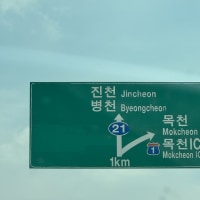 진천 Jincheon
병천 Byeongcheon
21
1km
목천
Mokcheon
1
목천IC
Mokcheon IC